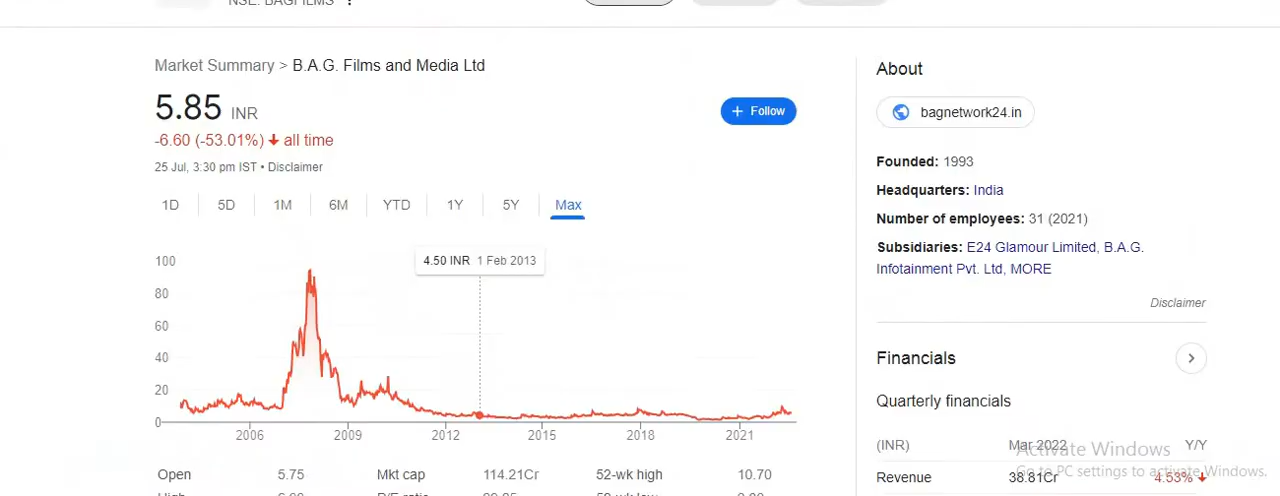 NSE: BAGFILMS
Market Summary > B.A.G. Films and Media Ltd
5.85 INR
+ Follow
-6.60 (-53.01%) ↓ all time
25 Jul, 3:30 pm IST • Disclaimer
1D 5D 1M 6M YTD 1Y 5Y Max
4.50 INR 1 Feb 2013
100
80
60
40
20
0
2006 2009 2012 2015 2018 2021
Open 5.75 Mkt cap 114.21Cr 52-wk high 10.70
About
bagnetwork24.in
Founded: 1993
Headquarters: India
Number of employees: 31 (2021)
Subsidiaries: E24 Glamour Limited, B.A.G.
Infotainment Pvt. Ltd, MORE
Disclaimer
Financials
Quarterly financials
(INR) Mar 2022 Y/Y
Revenue 38.81Cr 4.53% ↓
Activate Windows
Go to PC settings to activate Windows.